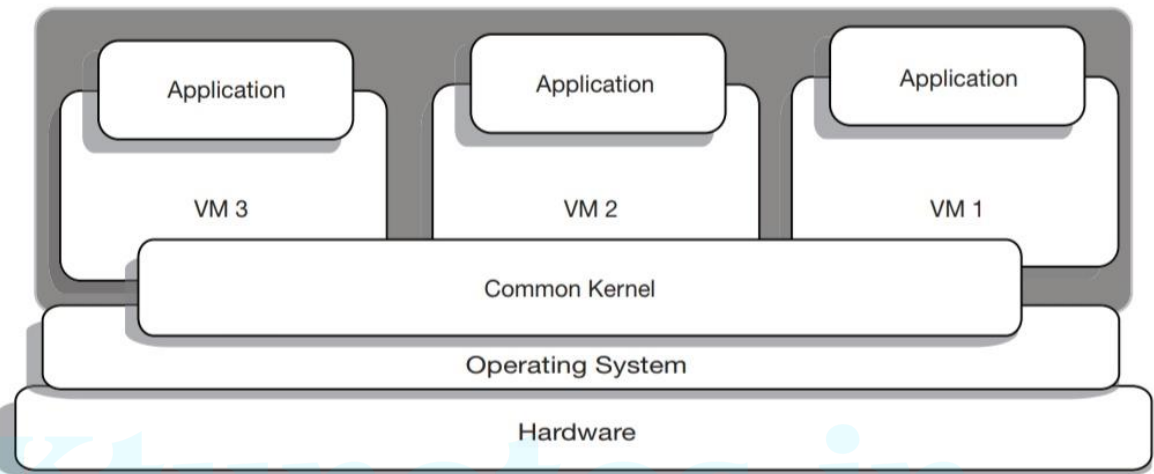 Application
Application
Application
VM 3
VM 2
VM 1
Common Kernel
Operating System
Hardware